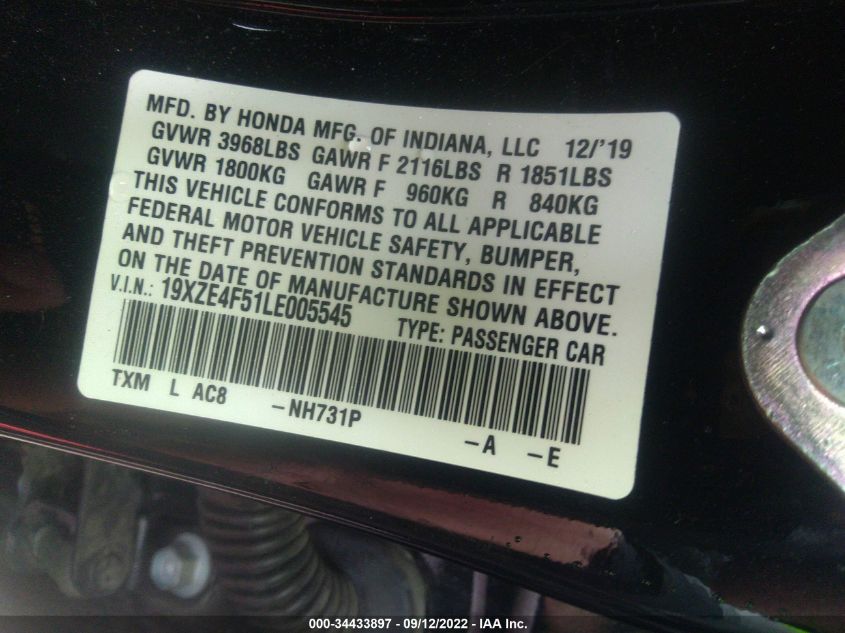 MFD. BY HONDA MFG. OF INDIANA, LLC 12/'19
GVWR 3968LBS GAWR F 2116LBS R 1851LBS
GVWR 1800KG GAWR F 960KG R 840KG
THIS VEHICLE CONFORMS TO ALL APPLICABLE
FEDERAL MOTOR VEHICLE SAFETY, BUMPER,
AND THEFT PREVENTION STANDARDS IN EFFECT
ON THE DATE OF MANUFACTURE SHOWN ABOVE.
V.I.N.: 19XZE4F51LE005545 TYPE: PASSENGER CAR
TXM L AC8 -NH731P -A -E
000-34433897 - 09/12/2022 - IAA Inc.